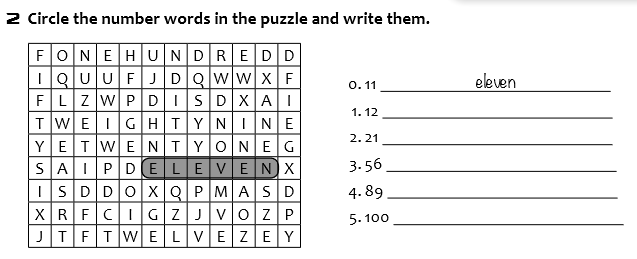 2 Circle the number words in the puzzle and write them.
F O N E H U N D R E D D
I Q U U F J D Q W W X F
F L Z W P D I S D X A I
T W E I G H T Y N I N E
Y E T W E N T Y O N E G
S A I P D E L E V E N X
I S D D O X Q P M A S D
X R F C I G Z J V O Z P
J T F T W E L V E Z E Y
0. 11 eleven
1. 12
2. 21
3. 56
4. 89
5. 100